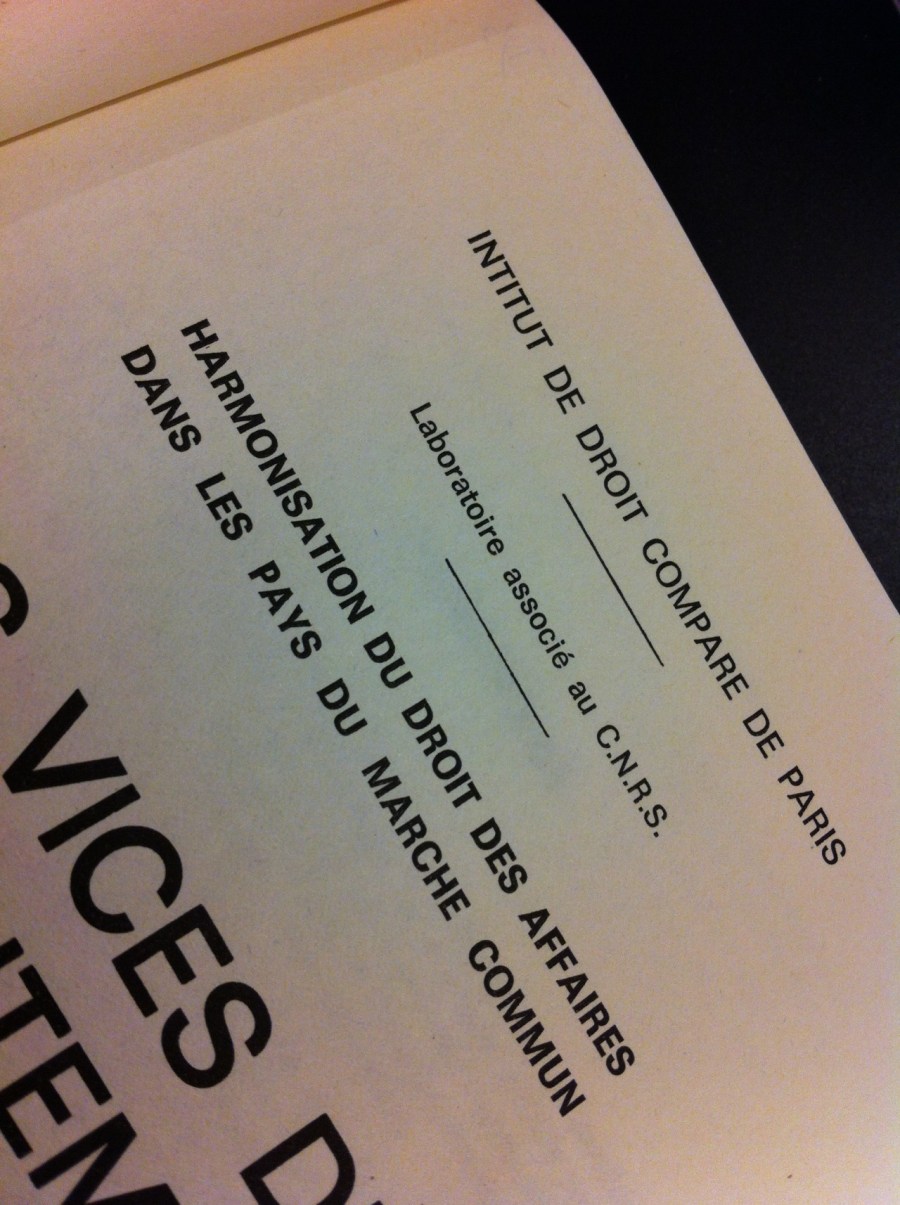 INTITUT DE DROIT COMPARE DE PARIS
Laboratoire associé au C.N.R.S.
HARMONISATION DU DROIT DES AFFAIRES
DANS LES PAYS DU MARCHE COMMUN
VICES